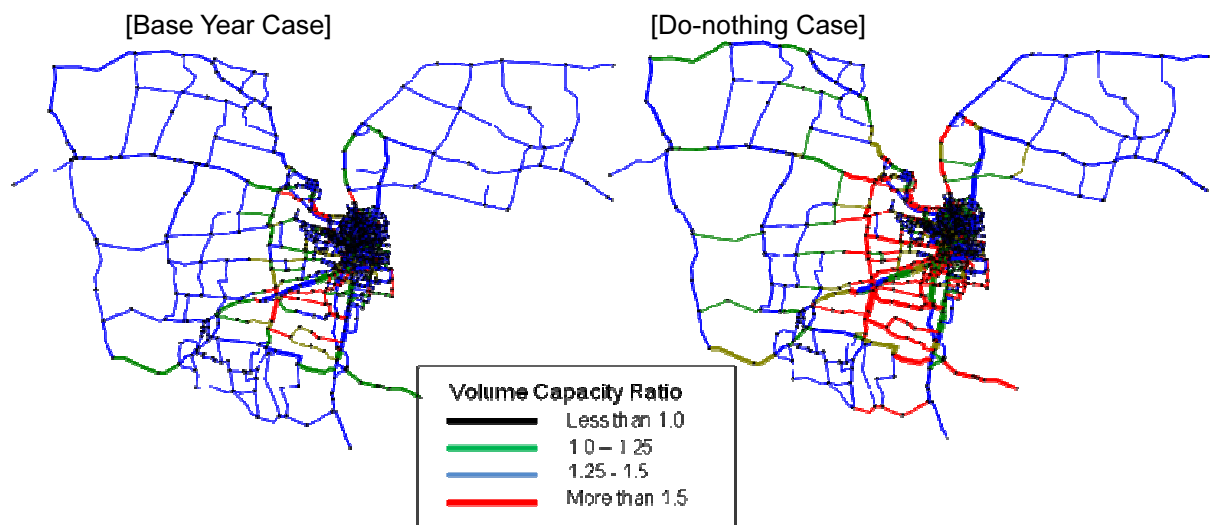 [Base Year Case]
[Do-nothing Case]
Volume Capacity Ratio
Less than 1.0
1.0 – 1.25
1.25 - 1.5
More than 1.5